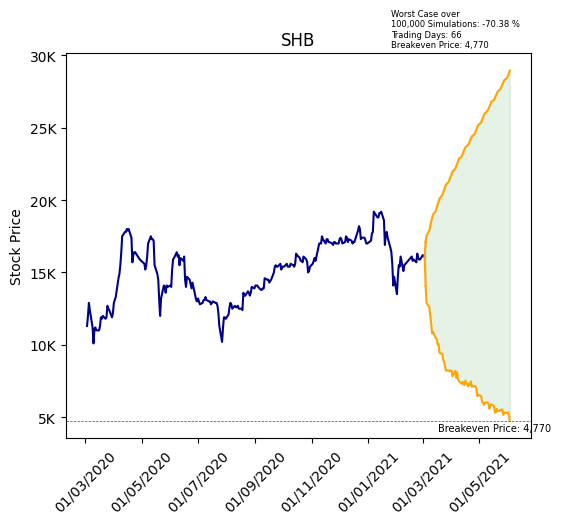 Worst Case over
100,000 Simulations: -70.38 %
Trading Days: 66
Breakeven Price: 4,770
SHB
30K
25K
20K
15K
10K
5K
Stock Price
Breakeven Price: 4,770
01/03/2020
01/05/2020
01/07/2020
01/09/2020
01/11/2020
01/01/2021
01/03/2021
01/05/2021